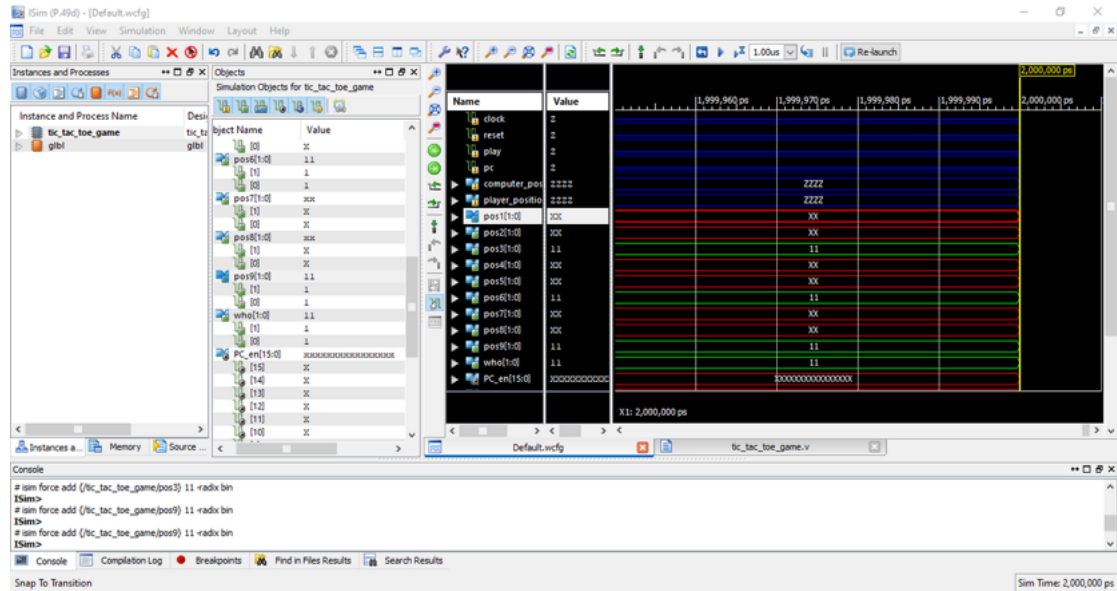 ISim (P.49d) - [Default.wcfg]
File Edit View Simulation Window Layout Help
1.00us Re-launch
Instances and Processes
Instance and Process Name Desi
tic_tac_toe_game tic_ta
glbl glbl
Instances a... Memory Source ...
Objects
Simulation Objects for tic_tac_toe_game
bject Name Value
[0] x
pos6[1:0] 11
[1] 1
[0] 1
pos7[1:0] xx
[1] x
[0] x
pos8[1:0] xx
[1] x
[0] x
pos9[1:0] 11
[1] 1
[0] 1
who[1:0] 11
[1] 1
[0] 1
PC_en[15:0] xxxxxxxxxxxxxxxx
[15] x
[14] x
[13] x
[12] x
[11] x
[10] x
2,000,000 ps
Name Value 1,999,960 ps 1,999,970 ps 1,999,980 ps 1,999,990 ps 2,000,000 ps
clock z
reset z
play z
pc z
computer_pos zzzz ZZZZ
player_positio zzzz ZZZZ
pos1[1:0] xx XX
pos2[1:0] xx XX
pos3[1:0] 11 11
pos4[1:0] xx XX
pos5[1:0] xx XX
pos6[1:0] 11 11
pos7[1:0] xx XX
pos8[1:0] xx XX
pos9[1:0] 11 11
who[1:0] 11 11
PC_en[15:0]
X1: 2,000,000 ps
Default.wcfg tic_tac_toe_game.v
Console
# isim force add {/tic_tac_toe_game/pos3} 11 -radix bin
ISim>
# isim force add {/tic_tac_toe_game/pos9} 11 -radix bin
ISim>
# isim force add {/tic_tac_toe_game/pos9} 11 -radix bin
ISim>
Console Compilation Log Breakpoints Find in Files Results Search Results
Snap To Transition Sim Time: 2,000,000 ps